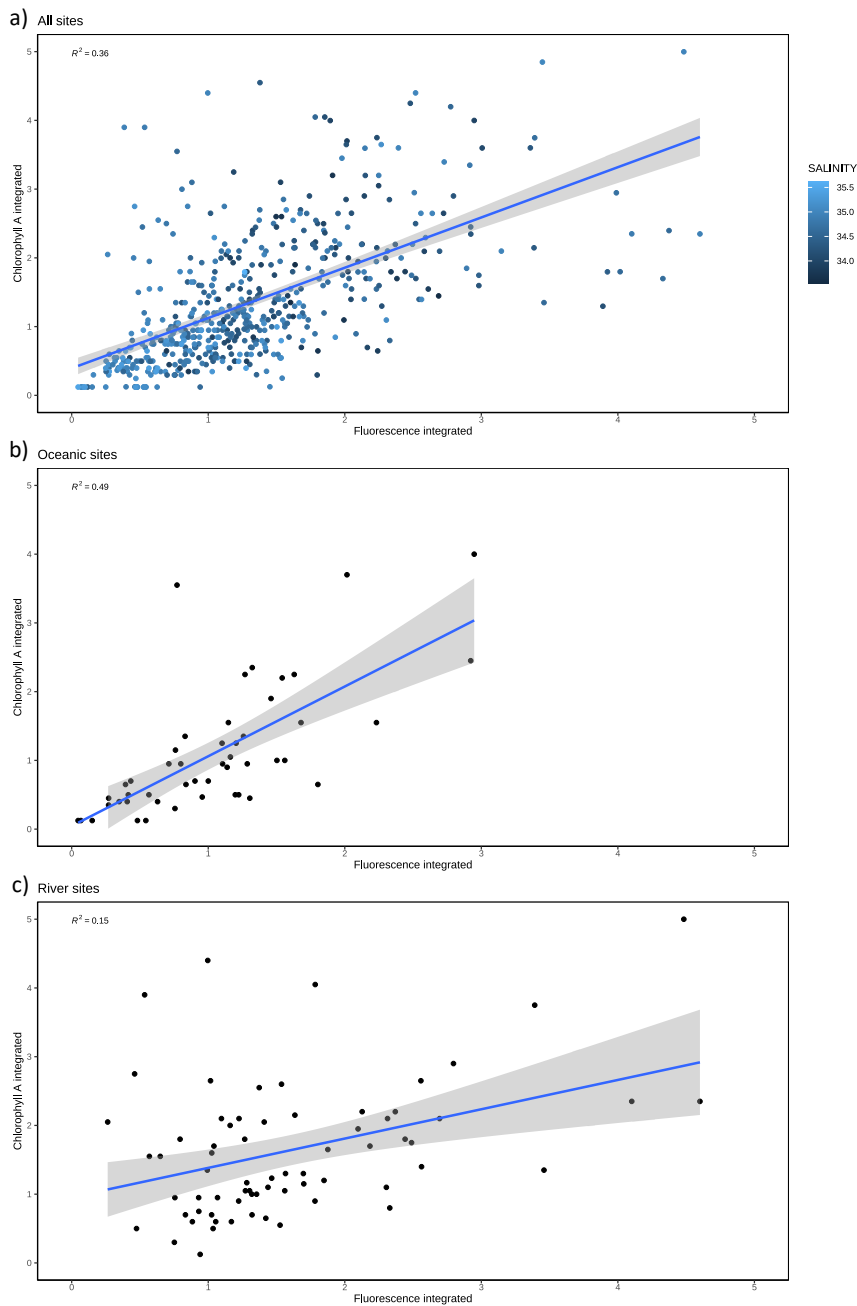 a) All sites
R² = 0.36
5
4
3
2
1
0
Chlorophyll A integrated
0 1 2 3 4 5
Fluorescence integrated
SALINITY
35.5
35.0
34.5
34.0
b) Oceanic sites
R² = 0.49
5
4
3
2
1
0
Chlorophyll A integrated
0 1 2 3 4 5
Fluorescence integrated
c) River sites
R² = 0.15
5
4
3
2
1
0
Chlorophyll A integrated
0 1 2 3 4 5
Fluorescence integrated